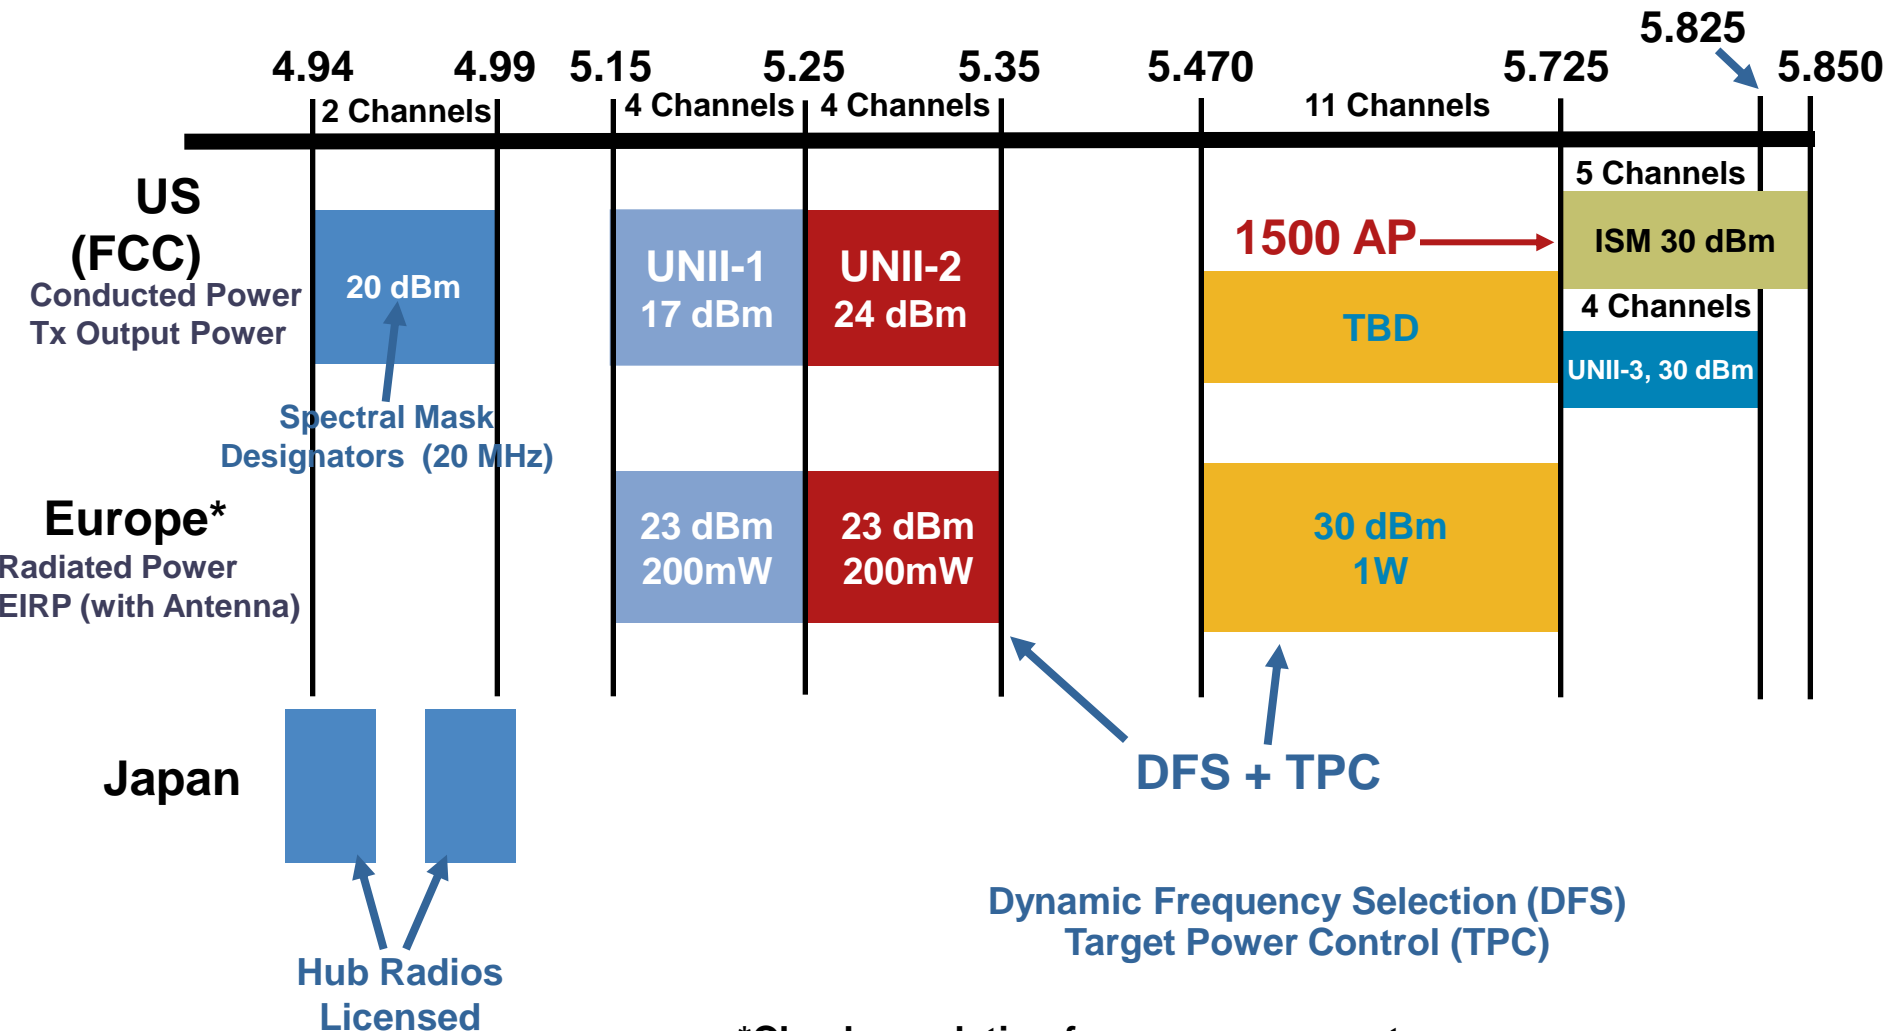 5.825
4.94 4.99 5.15 5.25 5.35 5.470 5.725 5.850
2 Channels 4 Channels 4 Channels 11 Channels
5 Channels
US
(FCC)
Conducted Power
Tx Output Power
20 dBm
UNII-1
17 dBm
UNII-2
24 dBm
1500 AP
ISM 30 dBm
TBD
4 Channels
UNII-3, 30 dBm
Spectral Mask
Designators (20 MHz)
Europe*
Radiated Power
EIRP (with Antenna)
23 dBm
200mW
23 dBm
200mW
30 dBm
1W
DFS + TPC
Japan
Dynamic Frequency Selection (DFS)
Target Power Control (TPC)
Hub Radios
Licensed